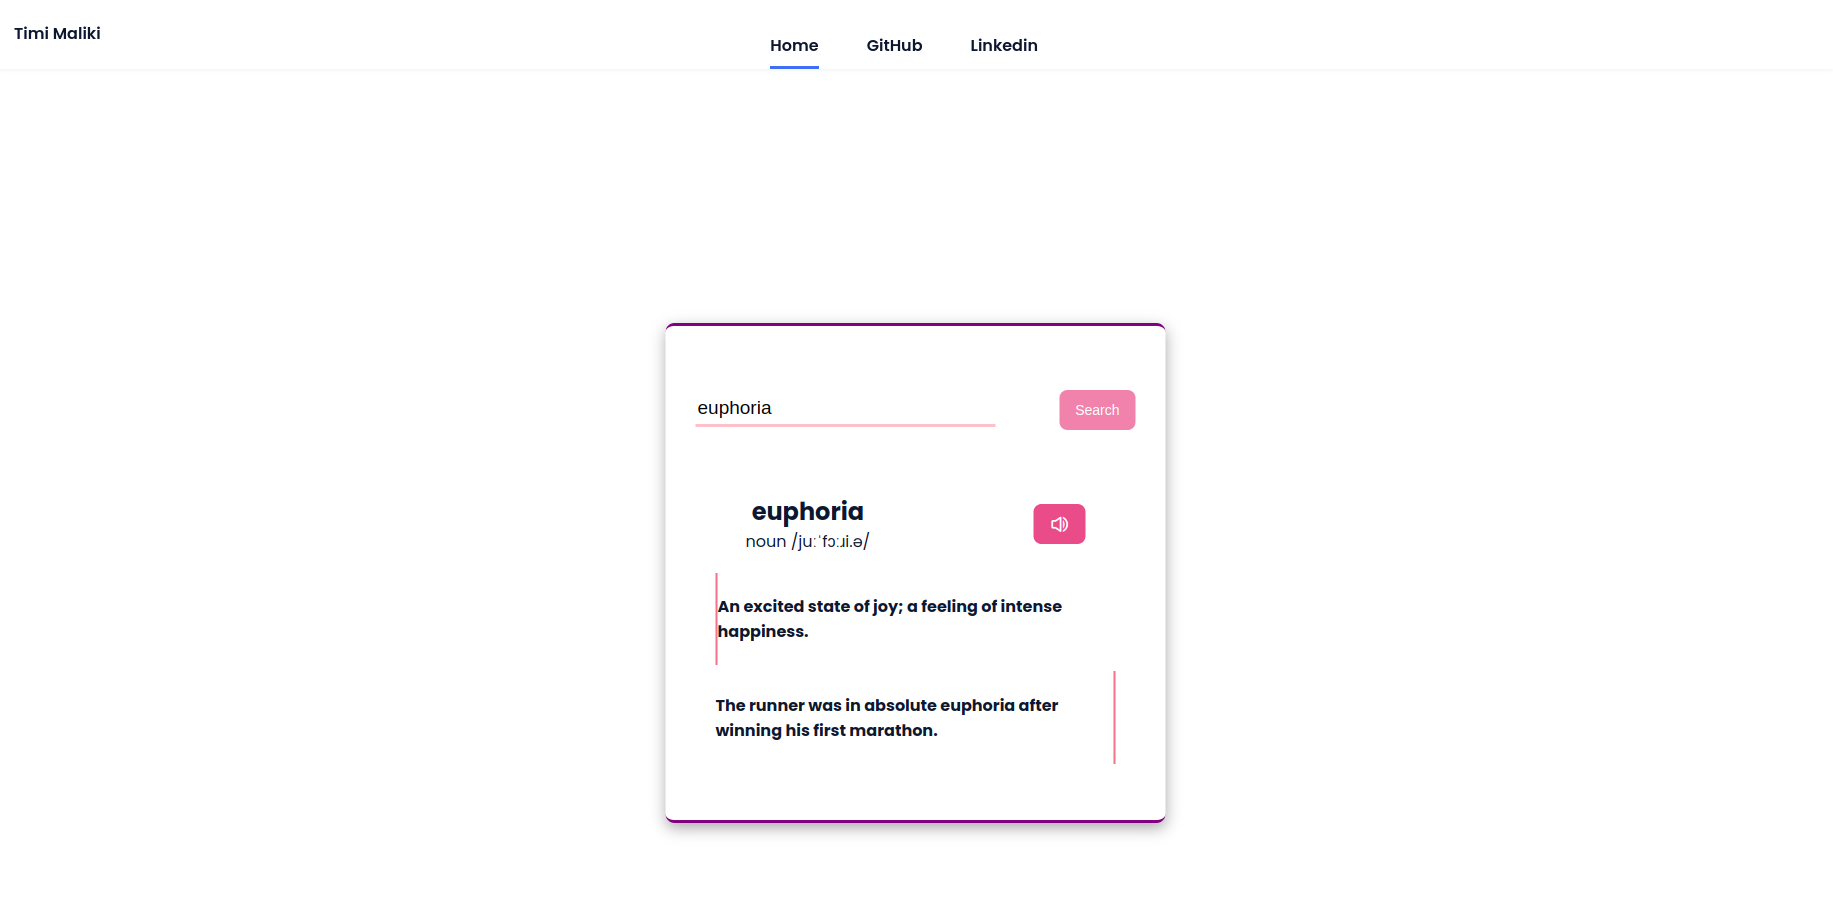 Timi Maliki
Home GitHub Linkedin
euphoria
Search
euphoria
noun /juːˈfɔːɹi.ə/
An excited state of joy; a feeling of intense
happiness.
The runner was in absolute euphoria after
winning his first marathon.